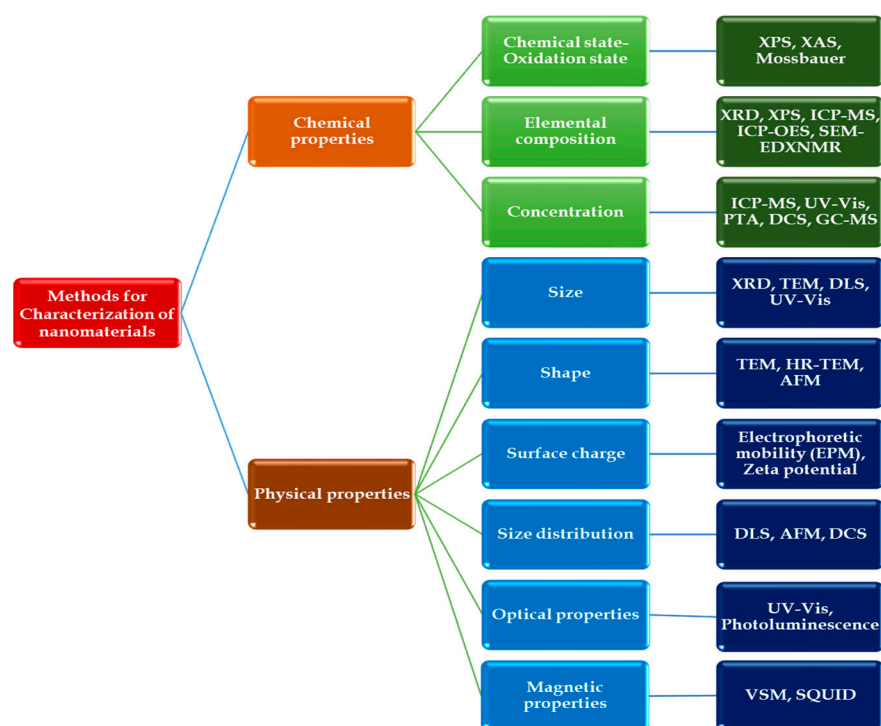 Chemical state-
Oxidation state
XPS, XAS,
Mossbauer
Chemical
properties
Elemental
composition
XRD, XPS, ICP-MS,
ICP-OES, SEM-
EDXNMR
Concentration
ICP-MS, UV-Vis,
PTA, DCS, GC-MS
Methods for
Characterization of
nanomaterials
Size
XRD, TEM, DLS,
UV-Vis
Shape
TEM, HR-TEM,
AFM
Surface charge
Electrophoretic
mobility (EPM),
Zeta potential
Physical properties
Size distribution
DLS, AFM, DCS
Optical properties
UV-Vis,
Photoluminescence
Magnetic
properties
VSM, SQUID